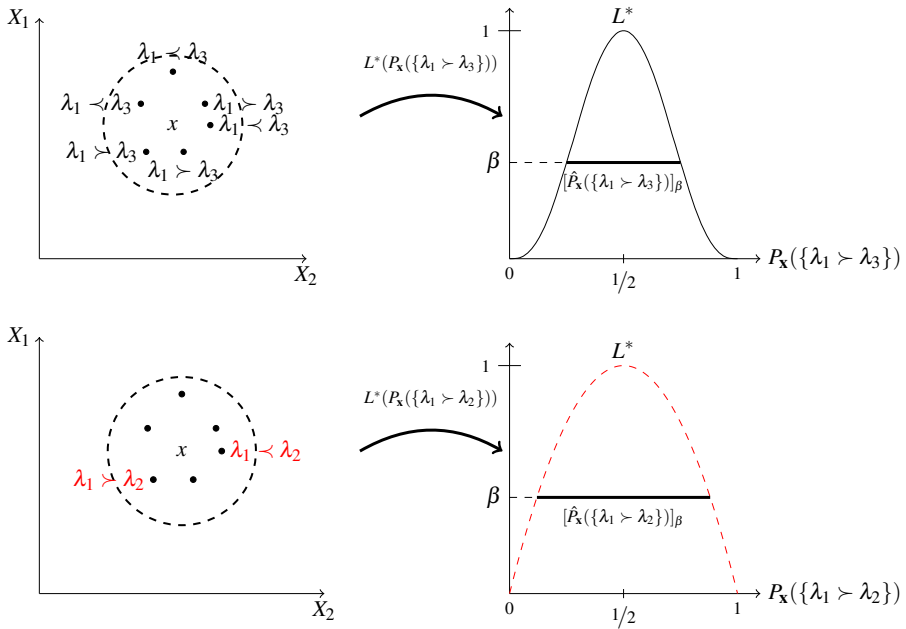 X₁
λ₁ ≺ λ₃
λ₁ ≺ λ₃
λ₁ ≻ λ₃
x
λ₁ ≺ λ₃
λ₁ ≻ λ₃
λ₁ ≻ λ₃
X₂
L*(P𝐱({λ₁ ≻ λ₃}))
L*
1
β
[P̂𝐱({λ₁ ≻ λ₃})]β
0
1/2
1
P𝐱({λ₁ ≻ λ₃})
X₁
x
λ₁ ≺ λ₂
λ₁ ≻ λ₂
X₂
L*(P𝐱({λ₁ ≻ λ₂}))
L*
1
β
[P̂𝐱({λ₁ ≻ λ₂})]β
0
1/2
1
P𝐱({λ₁ ≻ λ₂})